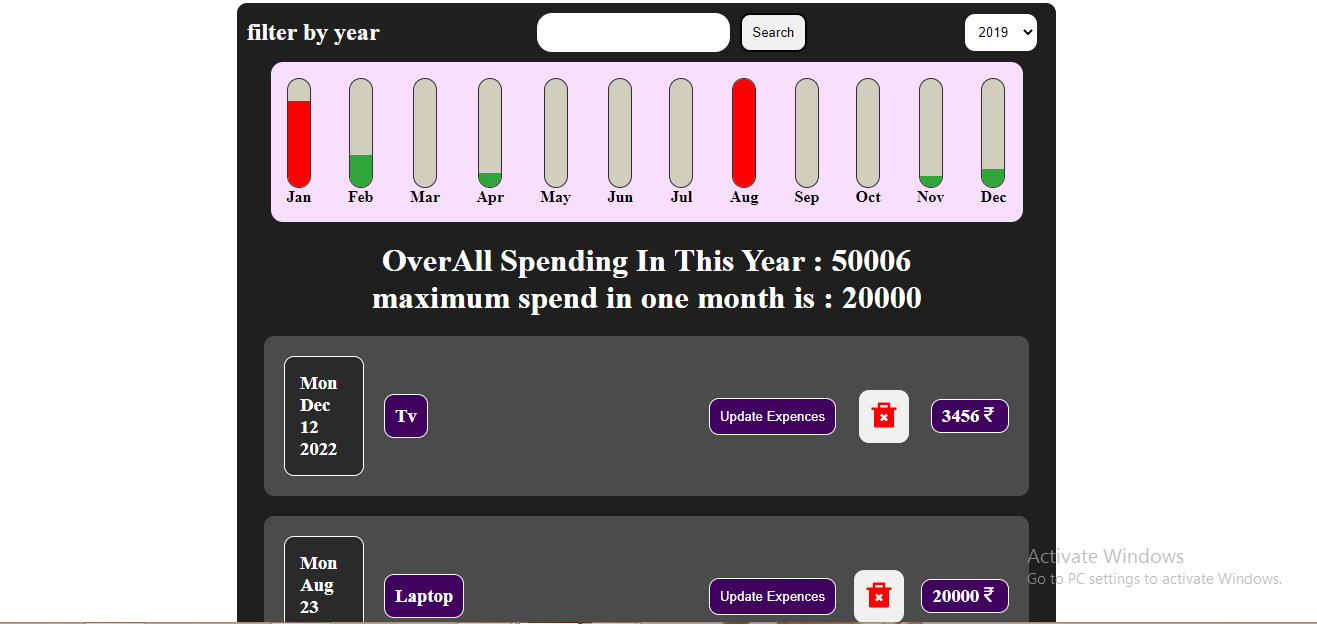 filter by year
Search
2019
Jan Feb Mar Apr May Jun Jul Aug Sep Oct Nov Dec
OverAll Spending In This Year : 50006
maximum spend in one month is : 20000
Mon
Dec
12
2022
Tv
Update Expences
3456 ₹
Mon
Aug
23
Laptop
Update Expences
20000 ₹
Activate Windows
Go to PC settings to activate Windows.